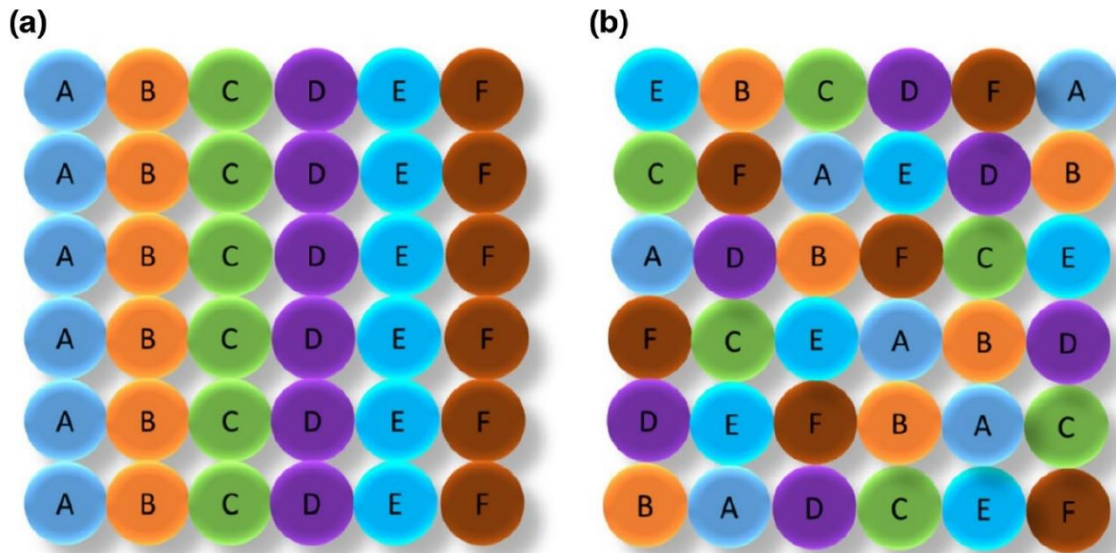 (a)
A B C D E F
A B C D E F
A B C D E F
A B C D E F
A B C D E F
A B C D E F
(b)
E B C D F A
C F A E D B
A D B F C E
F C E A B D
D E F B A C
B A D C E F